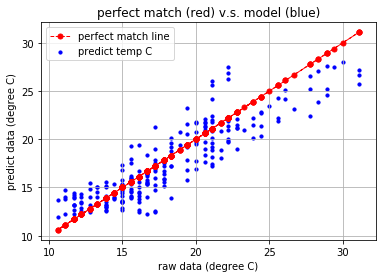 perfect match (red) v.s. model (blue)
perfect match line
predict temp C
predict data (degree C)
30
25
20
15
10
10
15
20
25
30
raw data (degree C)